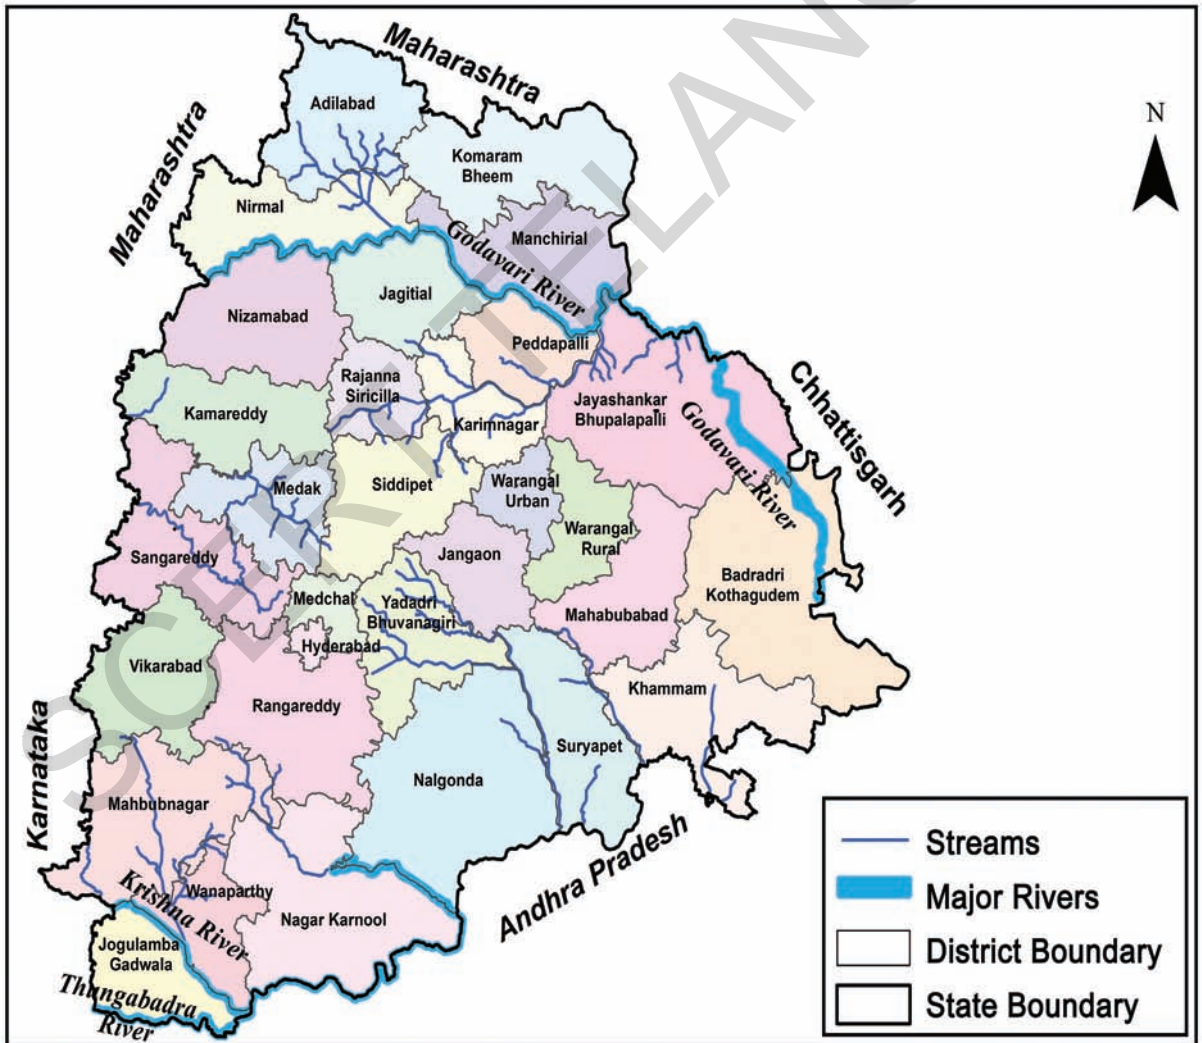 Maharashtra
N
Adilabad
Maharashtra
Komaram
Bheem
Nirmal
Manchirial
Godavari River
Jagitial
Nizamabad
Peddapalli
Rajanna
Siricilla
Chhattisgarh
Kamareddy
Jayashankar
Bhupalapalli
Karimnagar
Godavari River
Medak
Siddipet
Warangal
Urban
Warangal
Rural
Sangareddy
Jangaon
Badradri
Kothagudem
Medchal
Yadadri
Bhuvanagiri
Mahabubabad
Hyderabad
Vikarabad
Khammam
Rangareddy
Karnataka
Suryapet
Nalgonda
Mahbubnagar
Andhra Pradesh
Krishna River
Wanaparthy
Nagar Karnool
Jogulamba
Gadwala
Thungabadra
River
Streams
Major Rivers
District Boundary
State Boundary
SCERT TELANG